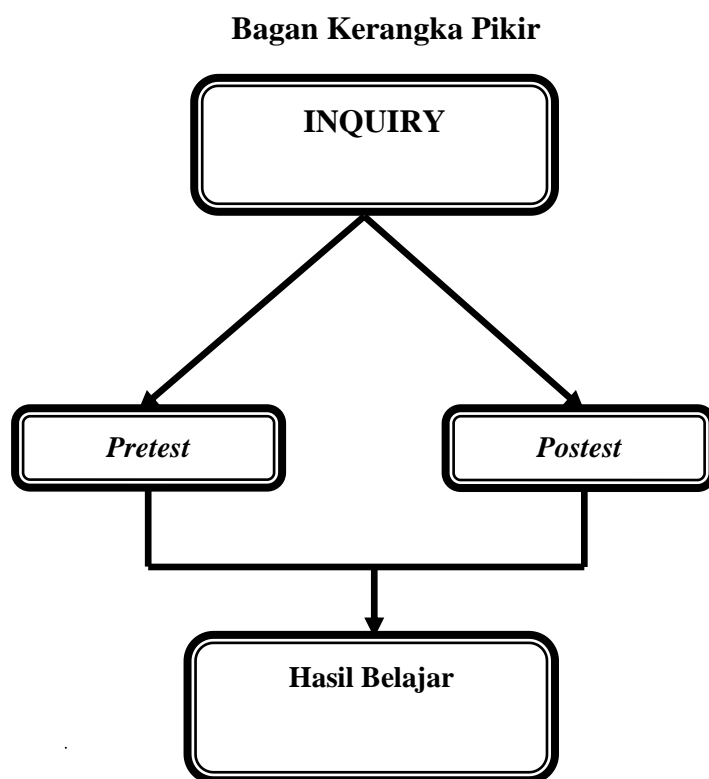 Bagan Kerangka Pikir
INQUIRY
Pretest
Postest
Hasil Belajar